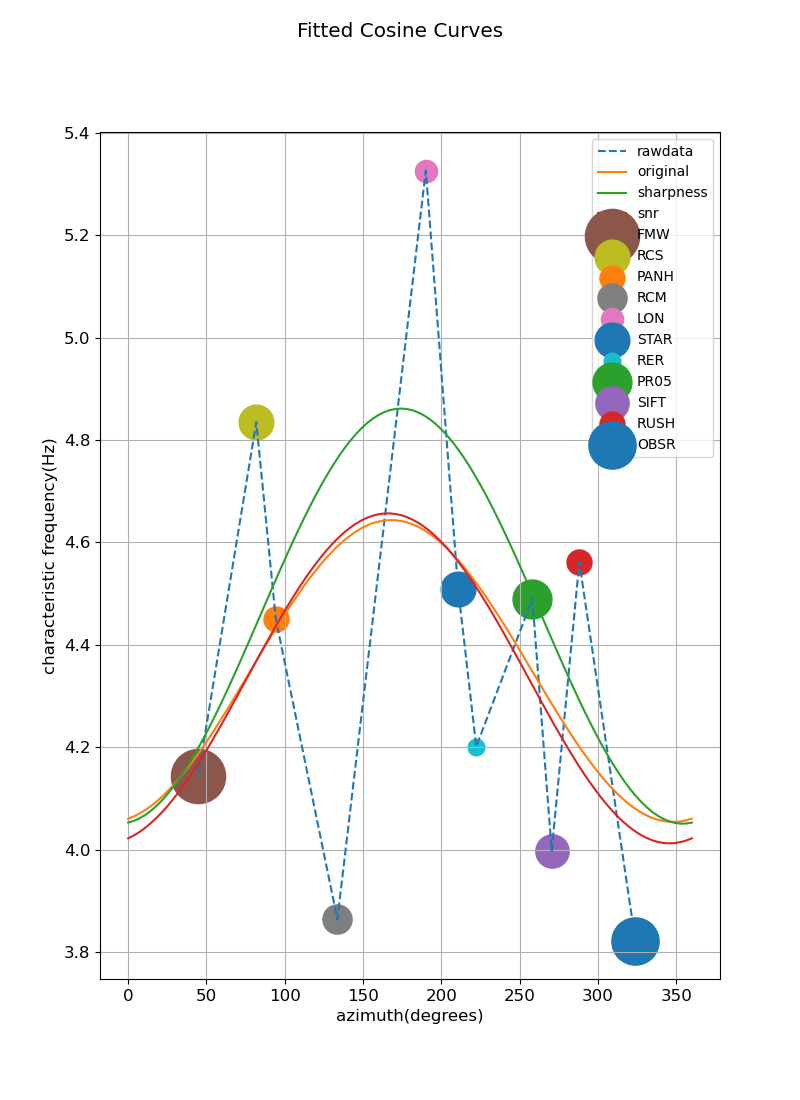 Fitted Cosine Curves
5.4
5.2
5.0
4.8
4.6
4.4
4.2
4.0
3.8
characteristic frequency(Hz)
rawdata
original
sharpness
snr
FMW
RCS
PANH
RCM
LON
STAR
RER
PR05
SIFT
RUSH
OBSR
0 50 100 150 200 250 300 350
azimuth(degrees)